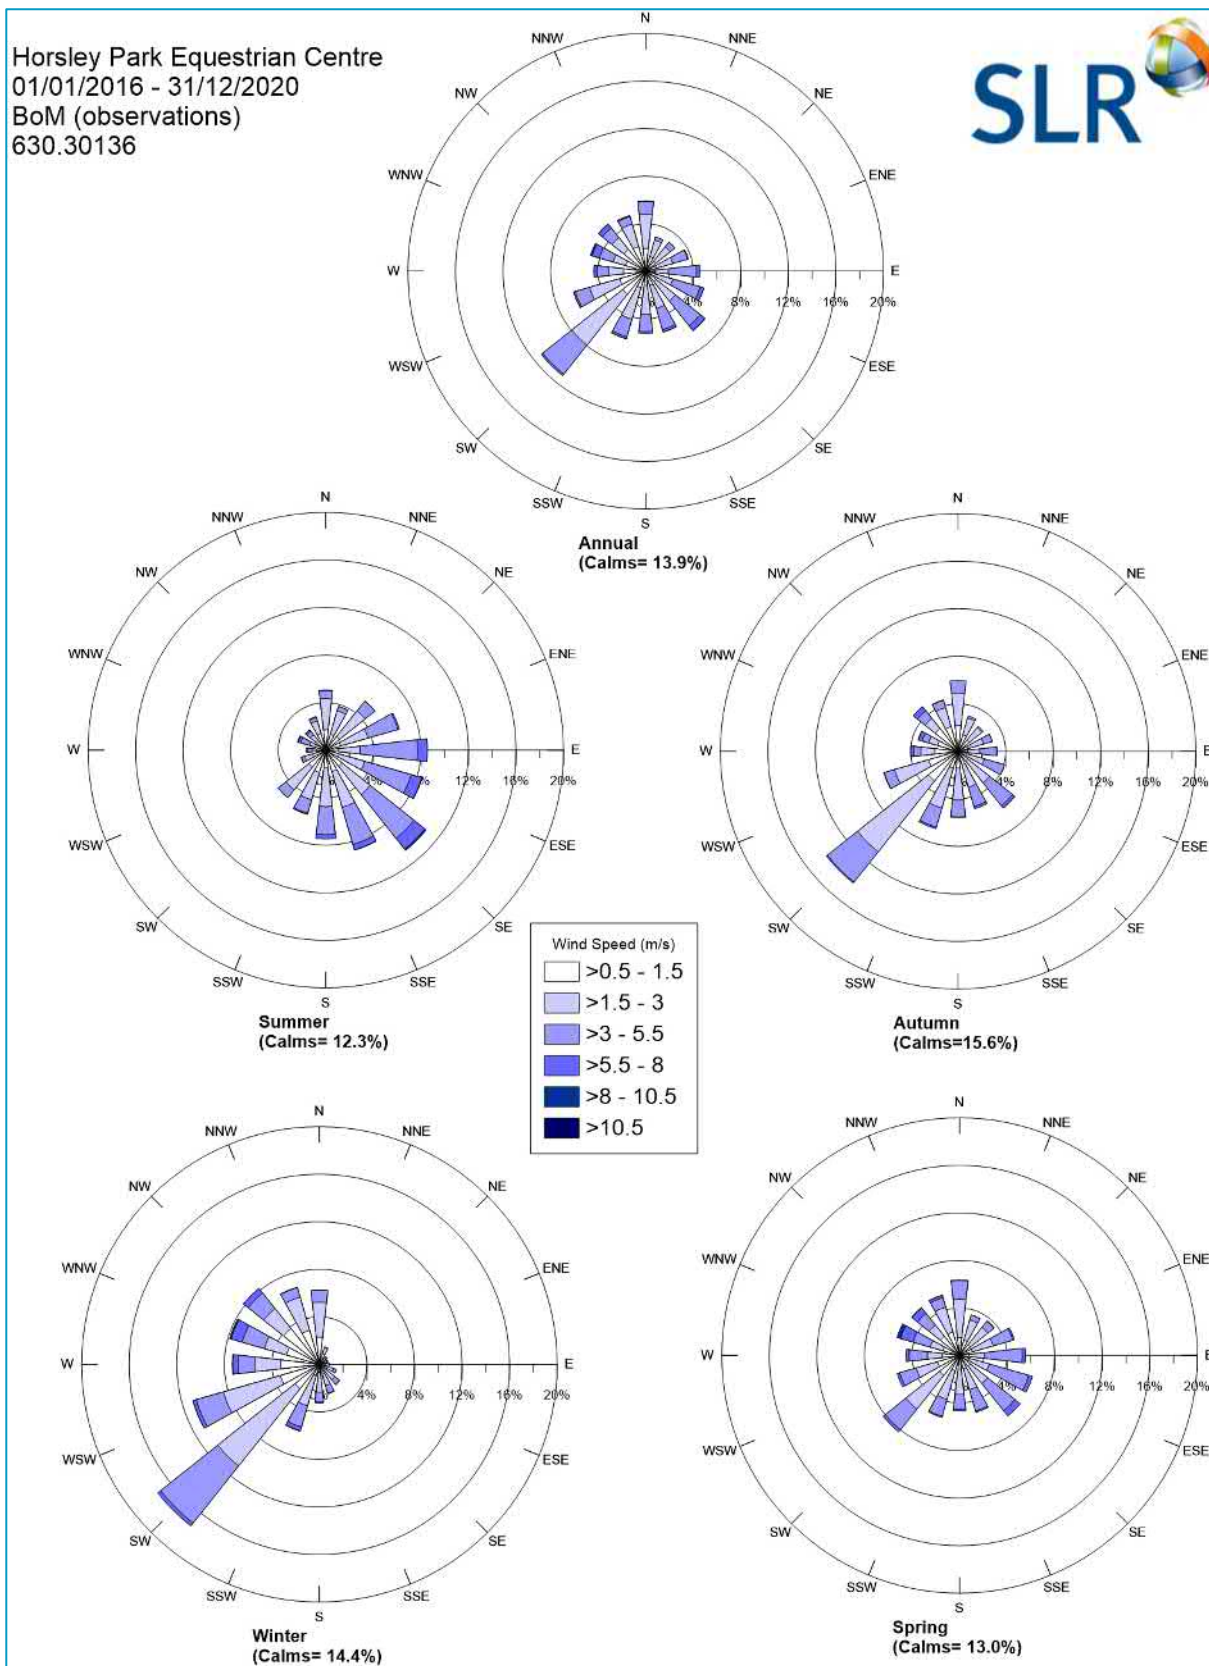 Horsley Park Equestrian Centre
01/01/2016 - 31/12/2020
BoM (observations)
630.30136
SLR
N
NNW NNE
NW NE
WNW ENE
W E
4% 8% 12% 16% 20%
WSW ESE
SW SE
SSW SSE
S
Annual
(Calms= 13.9%)
N
NNW NNE
NW NE
WNW ENE
W E
12% 16% 20%
WSW ESE
SW SE
SSW SSE
S
Summer
(Calms= 12.3%)
N
NNW NNE
NW NE
WNW ENE
W
4% 8% 12% 16% 20%
WSW ESE
SW SE
SSW SSE
S
Autumn
(Calms=15.6%)
Wind Speed (m/s)
>0.5 - 1.5
>1.5 - 3
>3 - 5.5
>5.5 - 8
>8 - 10.5
>10.5
N
NNW NNE
NW NE
WNW ENE
W E
4% 8% 12% 16% 20%
WSW ESE
SW SE
SSW SSE
S
Winter
(Calms= 14.4%)
N
NNW NNE
NW NE
WNW ENE
W
8% 12% 16% 20%
WSW ESE
SW SE
SSW SSE
S
Spring
(Calms= 13.0%)